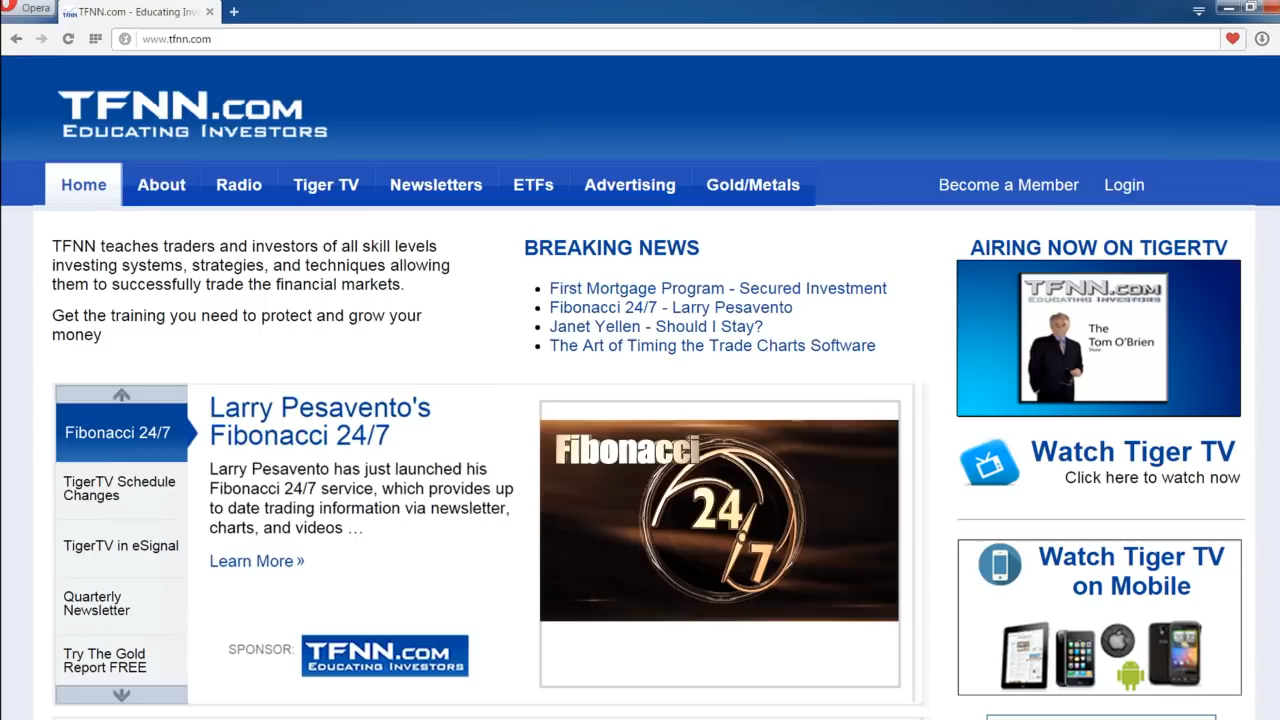 Opera
TFNN.com - Educating Inv
www.tfnn.com
TFNN.COM
EDUCATING INVESTORS
Home
About
Radio
Tiger TV
Newsletters
ETFs
Advertising
Gold/Metals
Become a Member
Login
TFNN teaches traders and investors of all skill levels
investing systems, strategies, and techniques allowing
them to successfully trade the financial markets.
Get the training you need to protect and grow your
money
BREAKING NEWS
First Mortgage Program - Secured Investment
Fibonacci 24/7 - Larry Pesavento
Janet Yellen - Should I Stay?
The Art of Timing the Trade Charts Software
AIRING NOW ON TIGERTV
TFNN.COM
EDUCATING INVESTORS
The
Tom O'Brien
Show
Watch Tiger TV
Click here to watch now
Watch Tiger TV
on Mobile
Fibonacci 24/7
TigerTV Schedule
Changes
TigerTV in eSignal
Quarterly
Newsletter
Try The Gold
Report FREE
Larry Pesavento's
Fibonacci 24/7
Larry Pesavento has just launched his
Fibonacci 24/7 service, which provides up
to date trading information via newsletter,
charts, and videos …
Learn More »
SPONSOR:
TFNN.COM
EDUCATING INVESTORS
Fibonacci
24/7